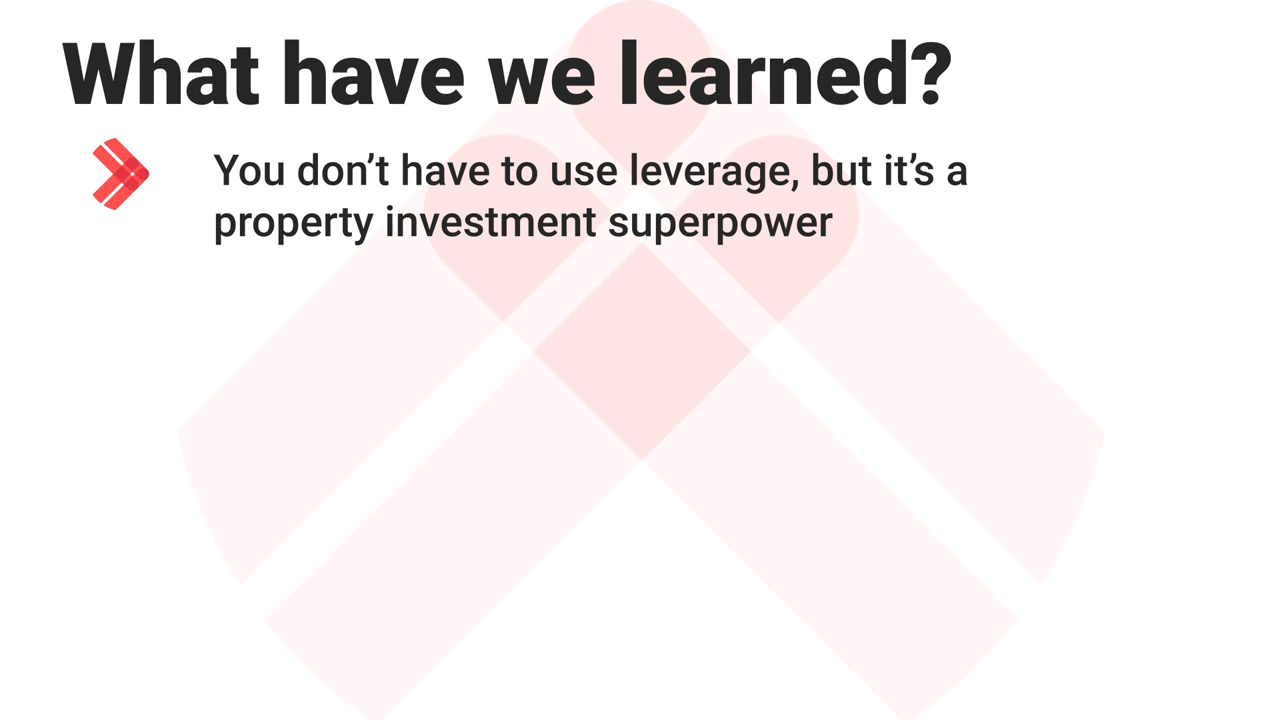 What have we learned?
You don’t have to use leverage, but it’s a
property investment superpower